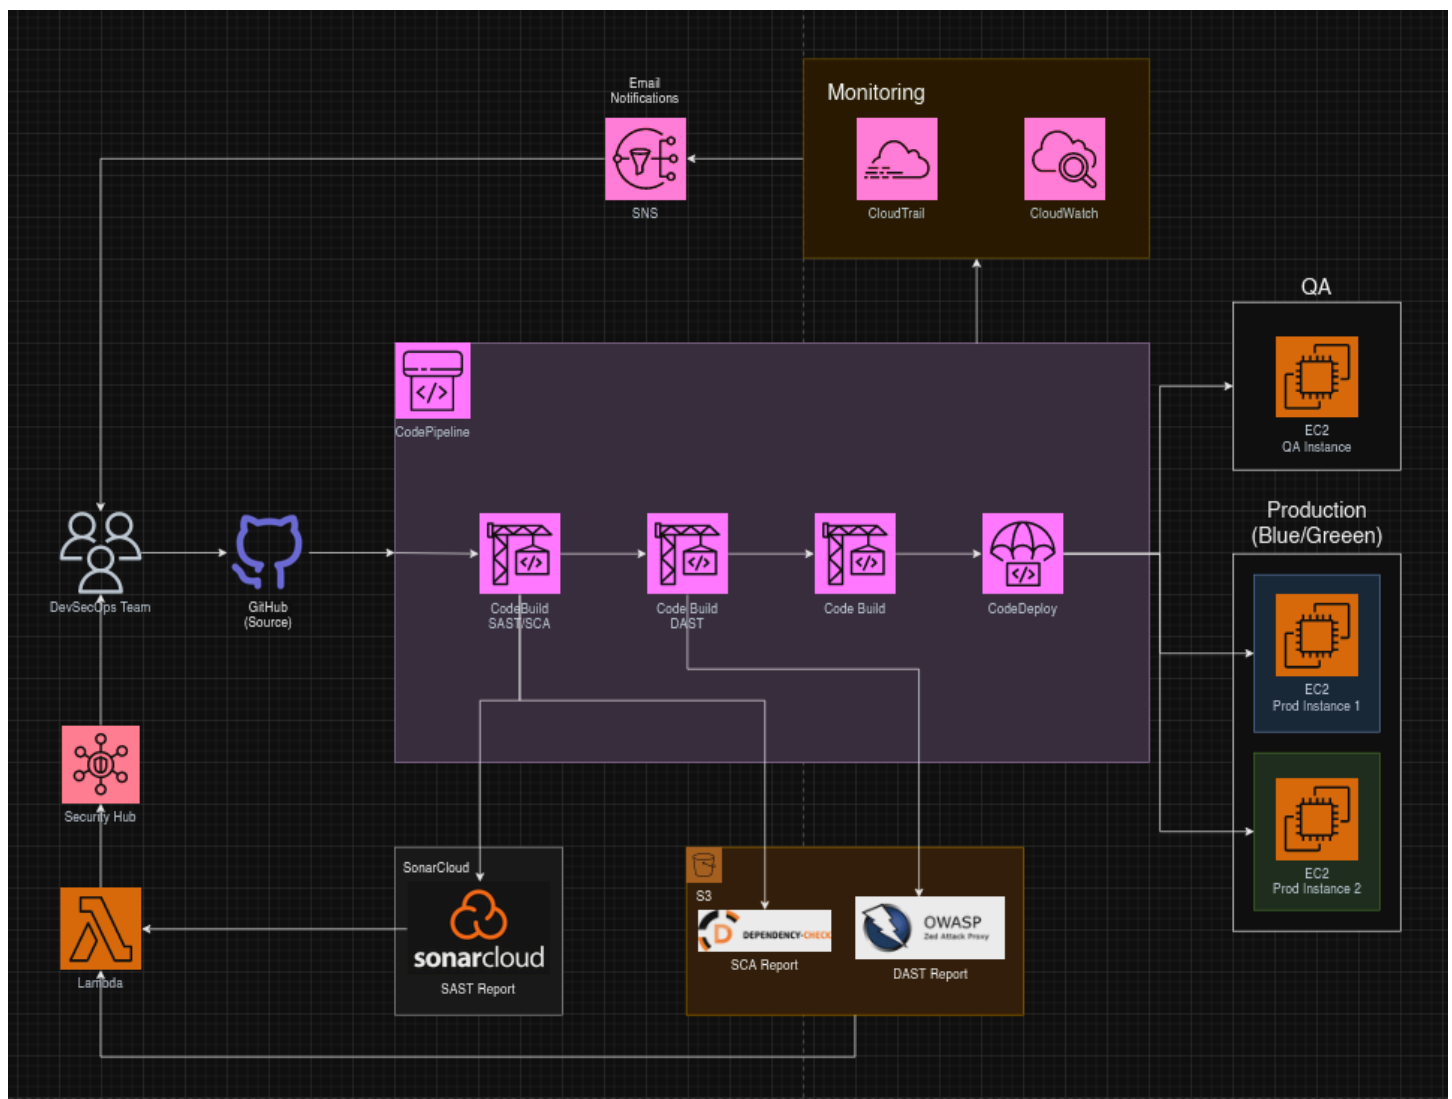 Email
Notifications
SNS
Monitoring
CloudTrail
CloudWatch
QA
EC2
QA Instance
CodePipeline
DevSecOps Team
GitHub
(Source)
CodeBuild
SAST/SCA
Code Build
DAST
Code Build
CodeDeploy
Production
(Blue/Greeen)
EC2
Prod Instance 1
EC2
Prod Instance 2
Security Hub
Lambda
SonarCloud
sonarcloud
SAST Report
S3
DEPENDENCY-CHECK
SCA Report
OWASP
Zed Attack Proxy
DAST Report